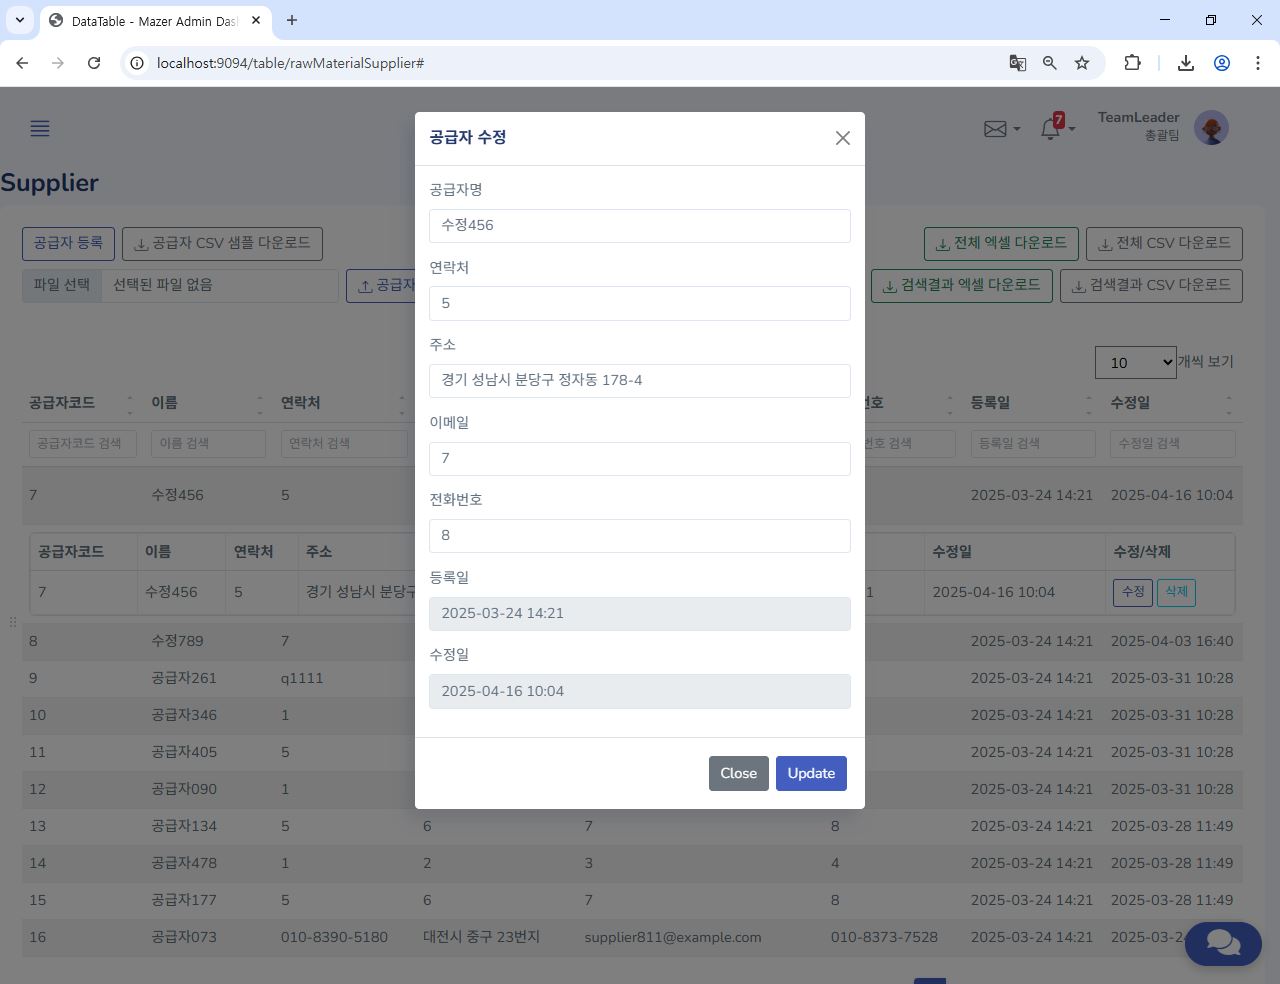 DataTable - Mazer Admin Das
localhost:9094/table/rawMaterialSupplier#
7
TeamLeader
총괄팀
Supplier
공급자 등록
공급자 CSV 샘플 다운로드
전체 엑셀 다운로드
전체 CSV 다운로드
파일 선택 선택된 파일 없음
공급자
검색결과 엑셀 다운로드
검색결과 CSV 다운로드
10 개씩 보기
공급자코드 이름 연락처 번호 등록일 수정일
공급자코드 검색 이름 검색 연락처 검색 번호 검색 등록일 검색 수정일 검색
7 수정456 5 2025-03-24 14:21 2025-04-16 10:04
공급자코드 이름 연락처 주소 수정일 수정/삭제
7 수정456 5 경기 성남시 분당구 1 2025-04-16 10:04 수정 삭제
8 수정789 7 2025-03-24 14:21 2025-04-03 16:40
9 공급자261 q1111 2025-03-24 14:21 2025-03-31 10:28
10 공급자346 1 2025-03-24 14:21 2025-03-31 10:28
11 공급자405 5 2025-03-24 14:21 2025-03-31 10:28
12 공급자090 1 2025-03-24 14:21 2025-03-31 10:28
13 공급자134 5 6 7 8 2025-03-24 14:21 2025-03-28 11:49
14 공급자478 1 2 3 4 2025-03-24 14:21 2025-03-28 11:49
15 공급자177 5 6 7 8 2025-03-24 14:21 2025-03-28 11:49
16 공급자073 010-8390-5180 대전시 중구 23번지 supplier811@example.com 010-8373-7528 2025-03-24 14:21 2025-03-2
공급자 수정
공급자명
수정456
연락처
5
주소
경기 성남시 분당구 정자동 178-4
이메일
7
전화번호
8
등록일
2025-03-24 14:21
수정일
2025-04-16 10:04
Close Update